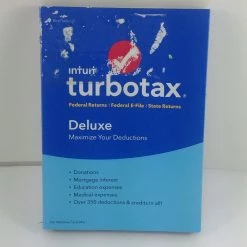 intuit
turbotax
Federal Returns | Federal E-File | State Returns
Deluxe
Maximize Your Deductions
• Donations
• Mortgage interest
• Education expenses
• Medical expenses
• Over 350 deductions & credits in all!